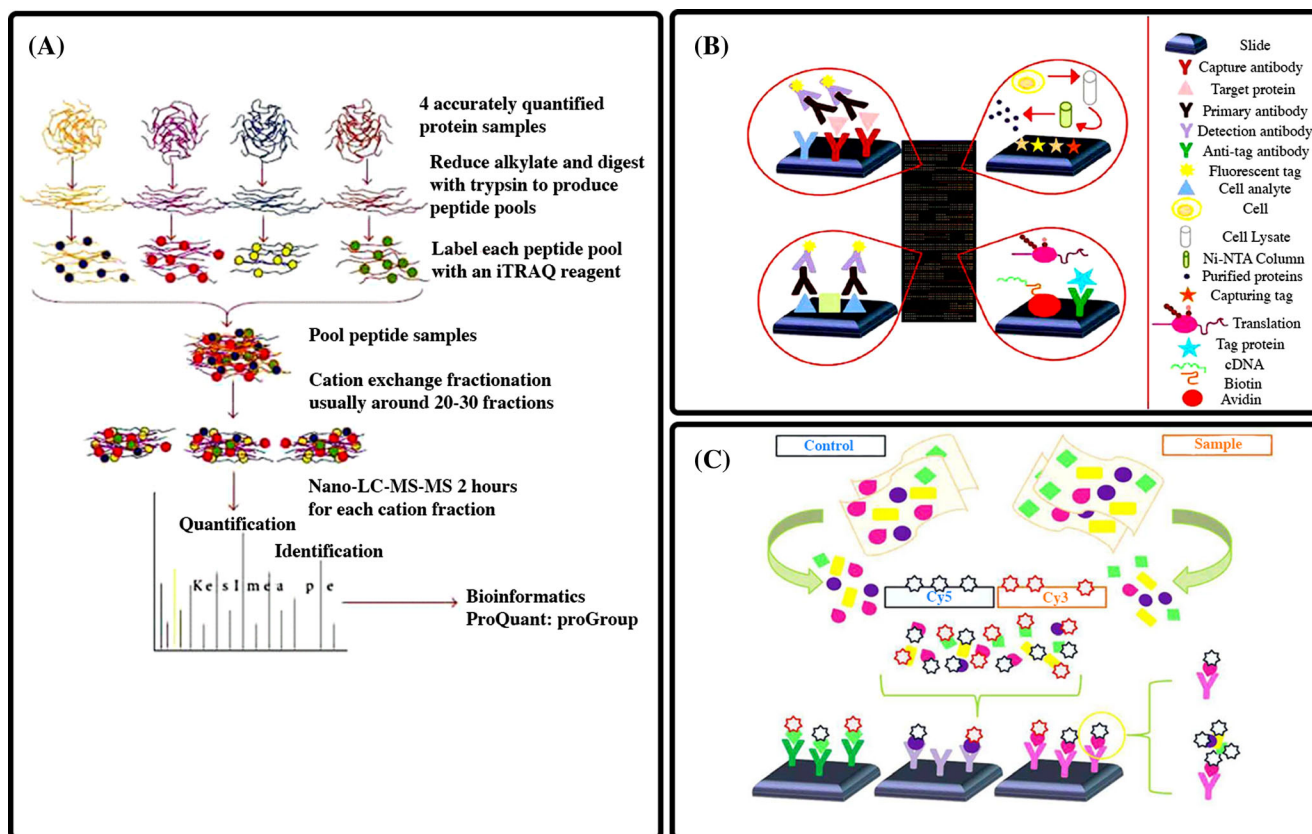 (A)
4 accurately quantified
protein samples
Reduce alkylate and digest
with trypsin to produce
peptide pools
Label each peptide pool
with an iTRAQ reagent
Pool peptide samples
Cation exchange fractionation
usually around 20-30 fractions
Nano-LC-MS-MS 2 hours
for each cation fraction
Quantification
Identification
K e s I m d a p e
Bioinformatics
ProQuant: proGroup
(B)
Slide
Capture antibody
Target protein
Primary antibody
Detection antibody
Anti-tag antibody
Fluorescent tag
Cell analyte
Cell
Cell Lysate
Ni-NTA Column
Purified proteins
Capturing tag
Translation
Tag protein
cDNA
Biotin
Avidin
(C)
Control
Sample
Cy5
Cy3